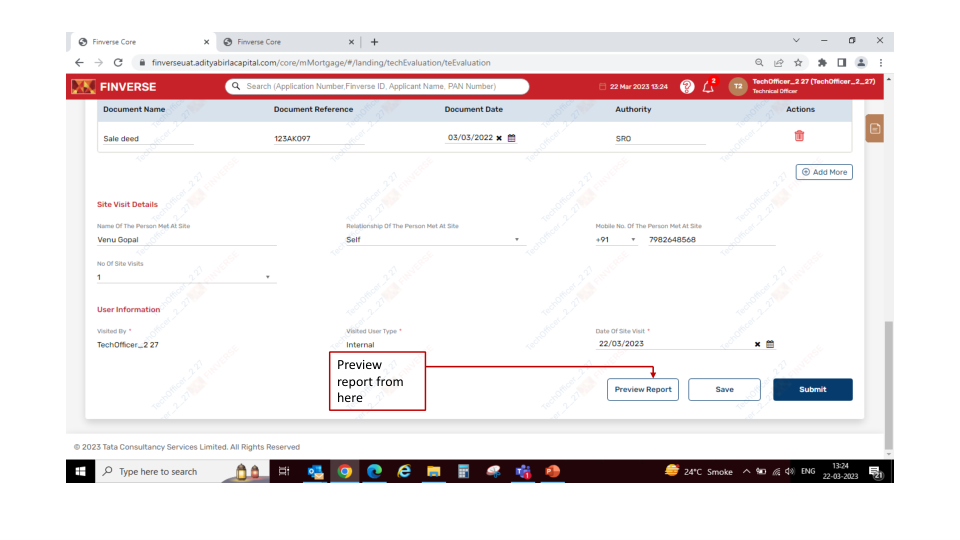 Finverse Core
Finverse Core
finverseuat.adityabirlacapital.com/core/mMortgage/#/landing/techEvaluation/teEvaluation
FINVERSE
Search (Application Number,Finverse ID, Applicant Name, PAN Number)
22 Mar 2023 13:24
2
T2
TechOfficer_2 27 (TechOfficer_2_27)
Technical Officer
Document Name Document Reference Document Date Authority Actions
Sale deed 123AK097 03/03/2022 SRO
Add More
Site Visit Details
Name Of The Person Met At Site Relationship Of The Person Met At Site Mobile No. Of The Person Met At Site
Venu Gopal Self +91 7982648568
No Of Site Visits
1
User Information
Visited By * Visited User Type * Date Of Site Visit *
TechOfficer_2 27 Internal 22/03/2023
Preview
report from
here
Preview Report Save Submit
© 2023 Tata Consultancy Services Limited. All Rights Reserved
Type here to search
24°C Smoke ENG 13:24
22-03-2023
21